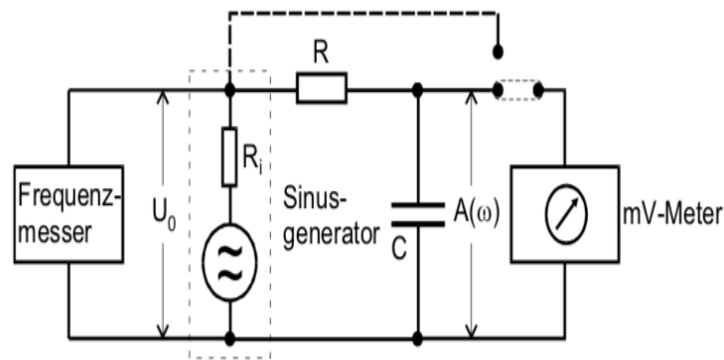 R
Frequenz-
messer
U₀
Rᵢ
Sinus-
generator
C
A(ω)
mV-Meter